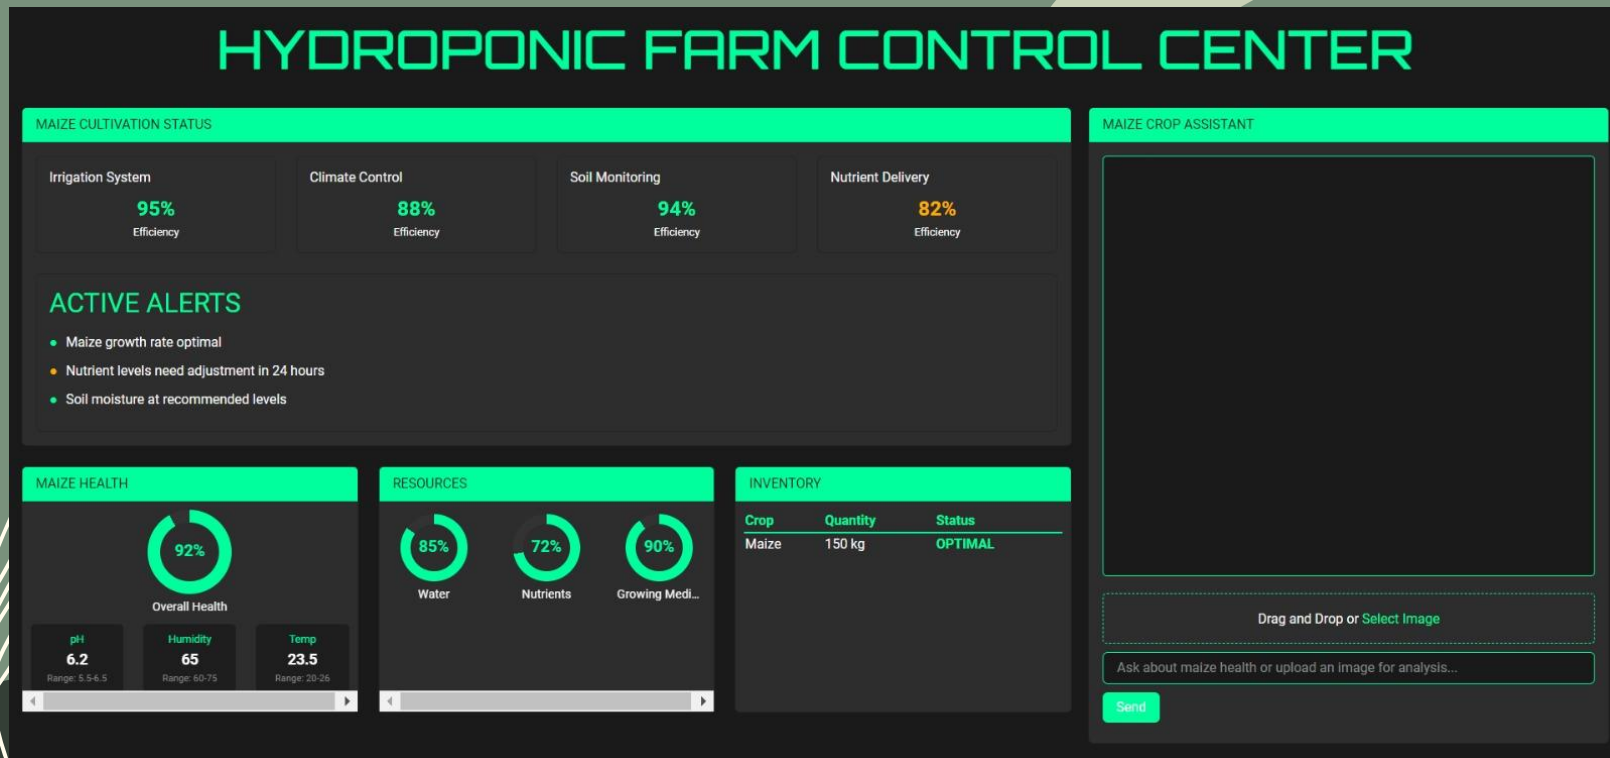 HYDROPONIC FARM CONTROL CENTER
MAIZE CULTIVATION STATUS
Irrigation System
95%
Efficiency
Climate Control
88%
Efficiency
Soil Monitoring
94%
Efficiency
Nutrient Delivery
82%
Efficiency
ACTIVE ALERTS
Maize growth rate optimal
Nutrient levels need adjustment in 24 hours
Soil moisture at recommended levels
MAIZE HEALTH
92%
Overall Health
pH
6.2
Range: 5.5-6.5
Humidity
65
Range: 60-75
Temp
23.5
Range: 20-26
RESOURCES
85%
Water
72%
Nutrients
90%
Growing Medi...
INVENTORY
Crop Quantity Status
Maize 150 kg OPTIMAL
MAIZE CROP ASSISTANT
Drag and Drop or Select Image
Ask about maize health or upload an image for analysis...
Send